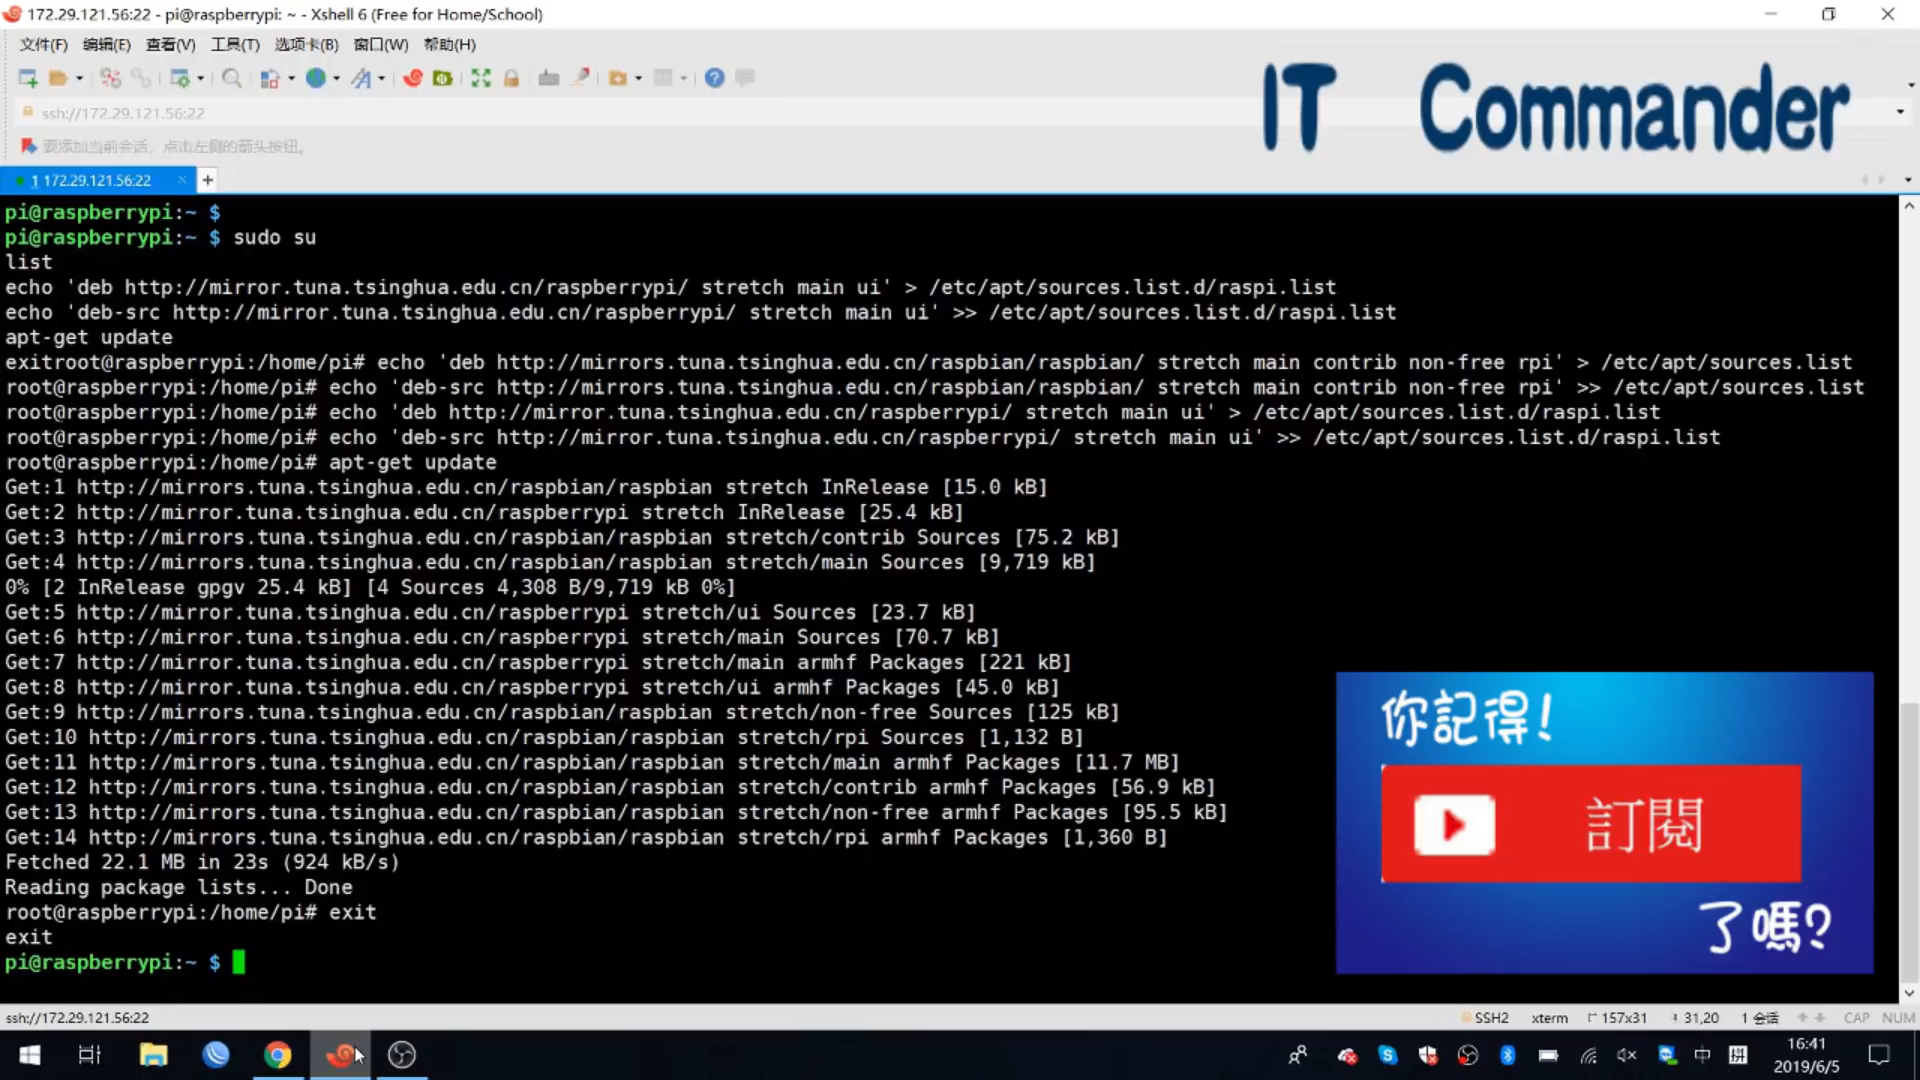 172.29.121.56:22 - pi@raspberrypi: ~ - Xshell 6 (Free for Home/School)
文件(F) 编辑(E) 查看(V) 工具(T) 选项卡(B) 窗口(W) 帮助(H)
IT Commander
ssh://172.29.121.56:22
要添加当前会话，点击左侧的箭头按钮。
1 172.29.121.56:22 × +
pi@raspberrypi:~ $
pi@raspberrypi:~ $ sudo su
list
echo 'deb http://mirror.tuna.tsinghua.edu.cn/raspberrypi/ stretch main ui' > /etc/apt/sources.list.d/raspi.list
echo 'deb-src http://mirror.tuna.tsinghua.edu.cn/raspberrypi/ stretch main ui' >> /etc/apt/sources.list.d/raspi.list
apt-get update
exitroot@raspberrypi:/home/pi# echo 'deb http://mirrors.tuna.tsinghua.edu.cn/raspbian/raspbian/ stretch main contrib non-free rpi' > /etc/apt/sources.list
root@raspberrypi:/home/pi# echo 'deb-src http://mirrors.tuna.tsinghua.edu.cn/raspbian/raspbian/ stretch main contrib non-free rpi' >> /etc/apt/sources.list
root@raspberrypi:/home/pi# echo 'deb http://mirror.tuna.tsinghua.edu.cn/raspberrypi/ stretch main ui' > /etc/apt/sources.list.d/raspi.list
root@raspberrypi:/home/pi# echo 'deb-src http://mirror.tuna.tsinghua.edu.cn/raspberrypi/ stretch main ui' >> /etc/apt/sources.list.d/raspi.list
root@raspberrypi:/home/pi# apt-get update
Get:1 http://mirrors.tuna.tsinghua.edu.cn/raspbian/raspbian stretch InRelease [15.0 kB]
Get:2 http://mirror.tuna.tsinghua.edu.cn/raspberrypi stretch InRelease [25.4 kB]
Get:3 http://mirrors.tuna.tsinghua.edu.cn/raspbian/raspbian stretch/contrib Sources [75.2 kB]
Get:4 http://mirrors.tuna.tsinghua.edu.cn/raspbian/raspbian stretch/main Sources [9,719 kB]
0% [2 InRelease gpgv 25.4 kB] [4 Sources 4,308 B/9,719 kB 0%]
Get:5 http://mirror.tuna.tsinghua.edu.cn/raspberrypi stretch/ui Sources [23.7 kB]
Get:6 http://mirror.tuna.tsinghua.edu.cn/raspberrypi stretch/main Sources [70.7 kB]
Get:7 http://mirror.tuna.tsinghua.edu.cn/raspberrypi stretch/main armhf Packages [221 kB]
Get:8 http://mirror.tuna.tsinghua.edu.cn/raspberrypi stretch/ui armhf Packages [45.0 kB]
Get:9 http://mirrors.tuna.tsinghua.edu.cn/raspbian/raspbian stretch/non-free Sources [125 kB]
Get:10 http://mirrors.tuna.tsinghua.edu.cn/raspbian/raspbian stretch/rpi Sources [1,132 B]
Get:11 http://mirrors.tuna.tsinghua.edu.cn/raspbian/raspbian stretch/main armhf Packages [11.7 MB]
Get:12 http://mirrors.tuna.tsinghua.edu.cn/raspbian/raspbian stretch/contrib armhf Packages [56.9 kB]
Get:13 http://mirrors.tuna.tsinghua.edu.cn/raspbian/raspbian stretch/non-free armhf Packages [95.5 kB]
Get:14 http://mirrors.tuna.tsinghua.edu.cn/raspbian/raspbian stretch/rpi armhf Packages [1,360 B]
Fetched 22.1 MB in 23s (924 kB/s)
Reading package lists... Done
root@raspberrypi:/home/pi# exit
exit
pi@raspberrypi:~ $
你記得!
訂閱
了嗎?
ssh://172.29.121.56:22 SSH2 xterm 157x31 31,20 1 会话 CAP NUM
中 拼 16:41
2019/6/5